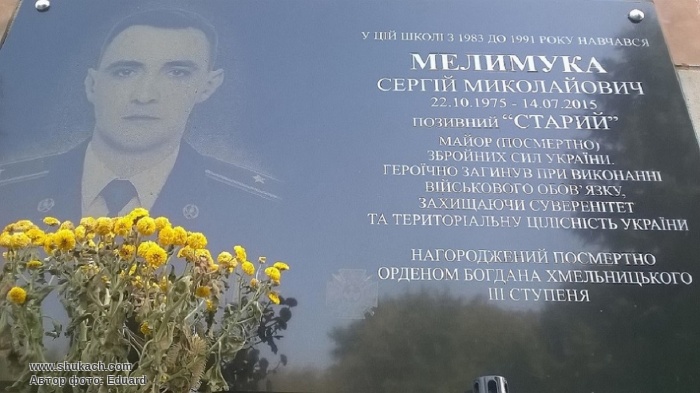 У ЦІЙ ШКОЛІ З 1983 ДО 1991 РОКУ НАВЧАВСЯ
МЕЛИМУКА
СЕРГІЙ МИКОЛАЙОВИЧ
22.10.1975 - 14.07.2015
ПОЗИВНИЙ "СТАРИЙ"
МАЙОР (ПОСМЕРТНО)
ЗБРОЙНИХ СИЛ УКРАЇНИ.
ГЕРОЇЧНО ЗАГИНУВ ПРИ ВИКОНАННІ
ВІЙСЬКОВОГО ОБОВ`ЯЗКУ,
ЗАХИЩАЮЧИ СУВЕРЕНІТЕТ
ТА ТЕРИТОРІАЛЬНУ ЦІЛІСНІСТЬ УКРАЇНИ
НАГОРОДЖЕНИЙ ПОСМЕРТНО
ОРДЕНОМ БОГДАНА ХМЕЛЬНИЦЬКОГО
III СТУПЕНЯ
www.shukach.com
Автор фото: Eduard